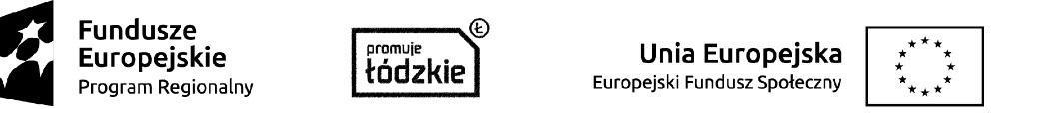 Fundusze
Europejskie
Program Regionalny
promuje
łódzkie
Ł
Unia Europejska
Europejski Fundusz Społeczny